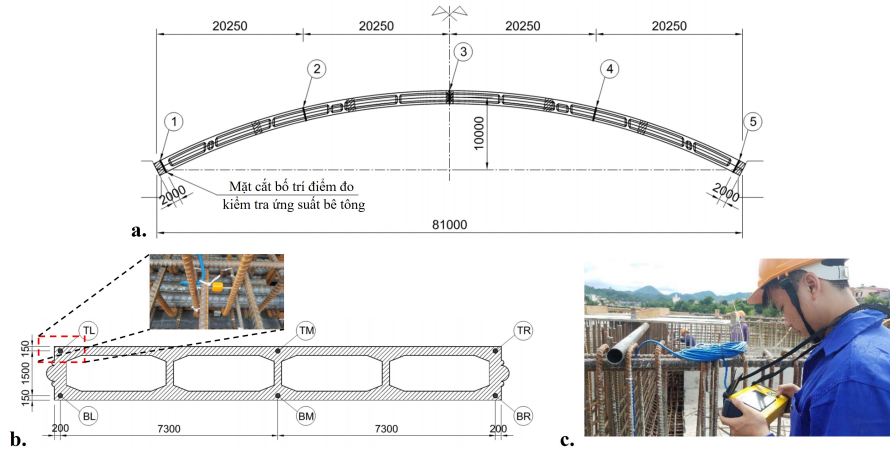 20250 20250 20250 20250
3
2 4
1 5
10000
Mặt cắt bố trí điểm đo
kiểm tra ứng suất bê tông
2000 2000
81000
a.
b.
TL TM TR
150
1500
150
BL BM BR
200 7300 7300 200
c.